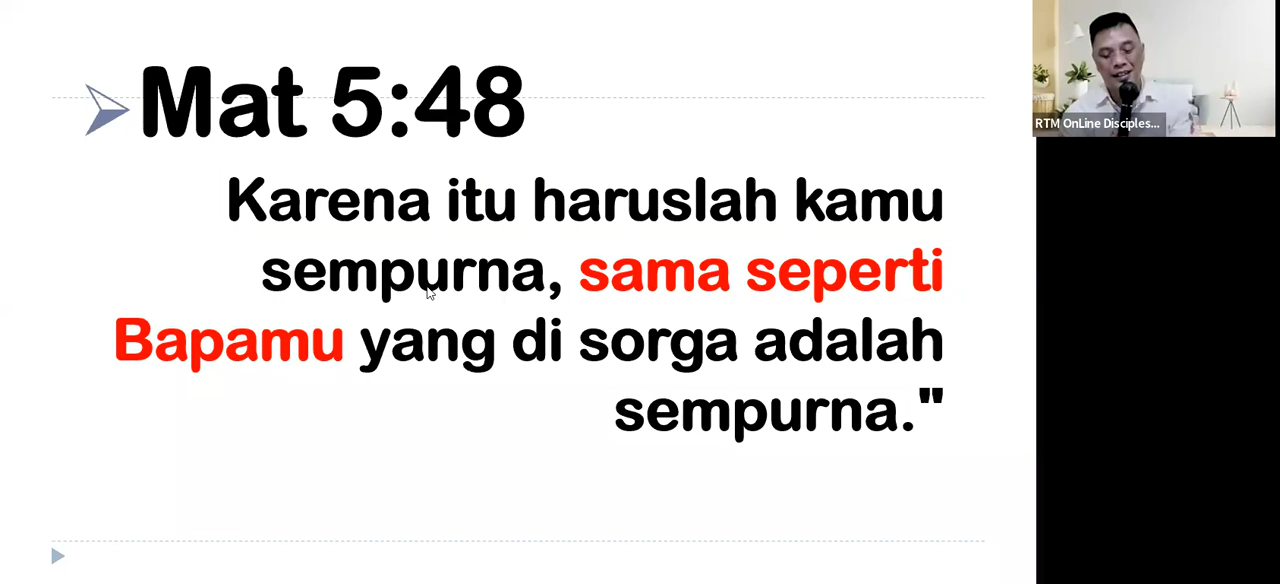 Mat 5:48
Karena itu haruslah kamu
sempurna, sama seperti
Bapamu yang di sorga adalah
sempurna."
RTM OnLine Disciples...